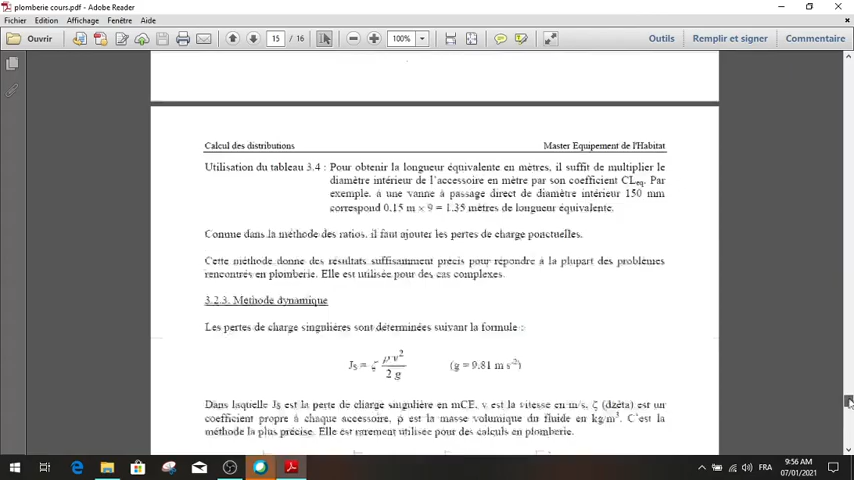 plomberie cours.pdf - Adobe Reader
Fichier Edition Affichage Fenêtre Aide
Ouvrir 15 / 16 100% Outils Remplir et signer Commentaire
Calcul des distributions Master Equipement de l'Habitat
Utilisation du tableau 3.4 : Pour obtenir la longueur équivalente en mètres, il suffit de multiplier le
diamètre intérieur de l'accessoire en mètre par son coefficient CLeq. Par
exemple, à une vanne à passage direct de diamètre intérieur 150 mm
correspond 0,15 m × 9 = 1,35 mètres de longueur équivalente.
Comme dans la méthode des ratios, il faut ajouter les pertes de charge ponctuelles.
Cette méthode donne des résultats suffisamment précis pour répondre à la plupart des problèmes
rencontrés en plomberie. Elle est utilisée pour des cas complexes.
3.2.3. Méthode dynamique
Les pertes de charge singulières sont déterminées suivant la formule :
JS = ζ ρ v² / 2 g (g = 9,81 m s⁻²)
Dans laquelle JS est la perte de charge singulière en mCE, v est la vitesse en m/s, ζ (dzêta) est un
coefficient propre à chaque accessoire, ρ est la masse volumique du fluide en kg/m³. C'est la
méthode la plus précise. Elle est rarement utilisée pour des calculs en plomberie.
FRA 9:56 AM
07/01/2021